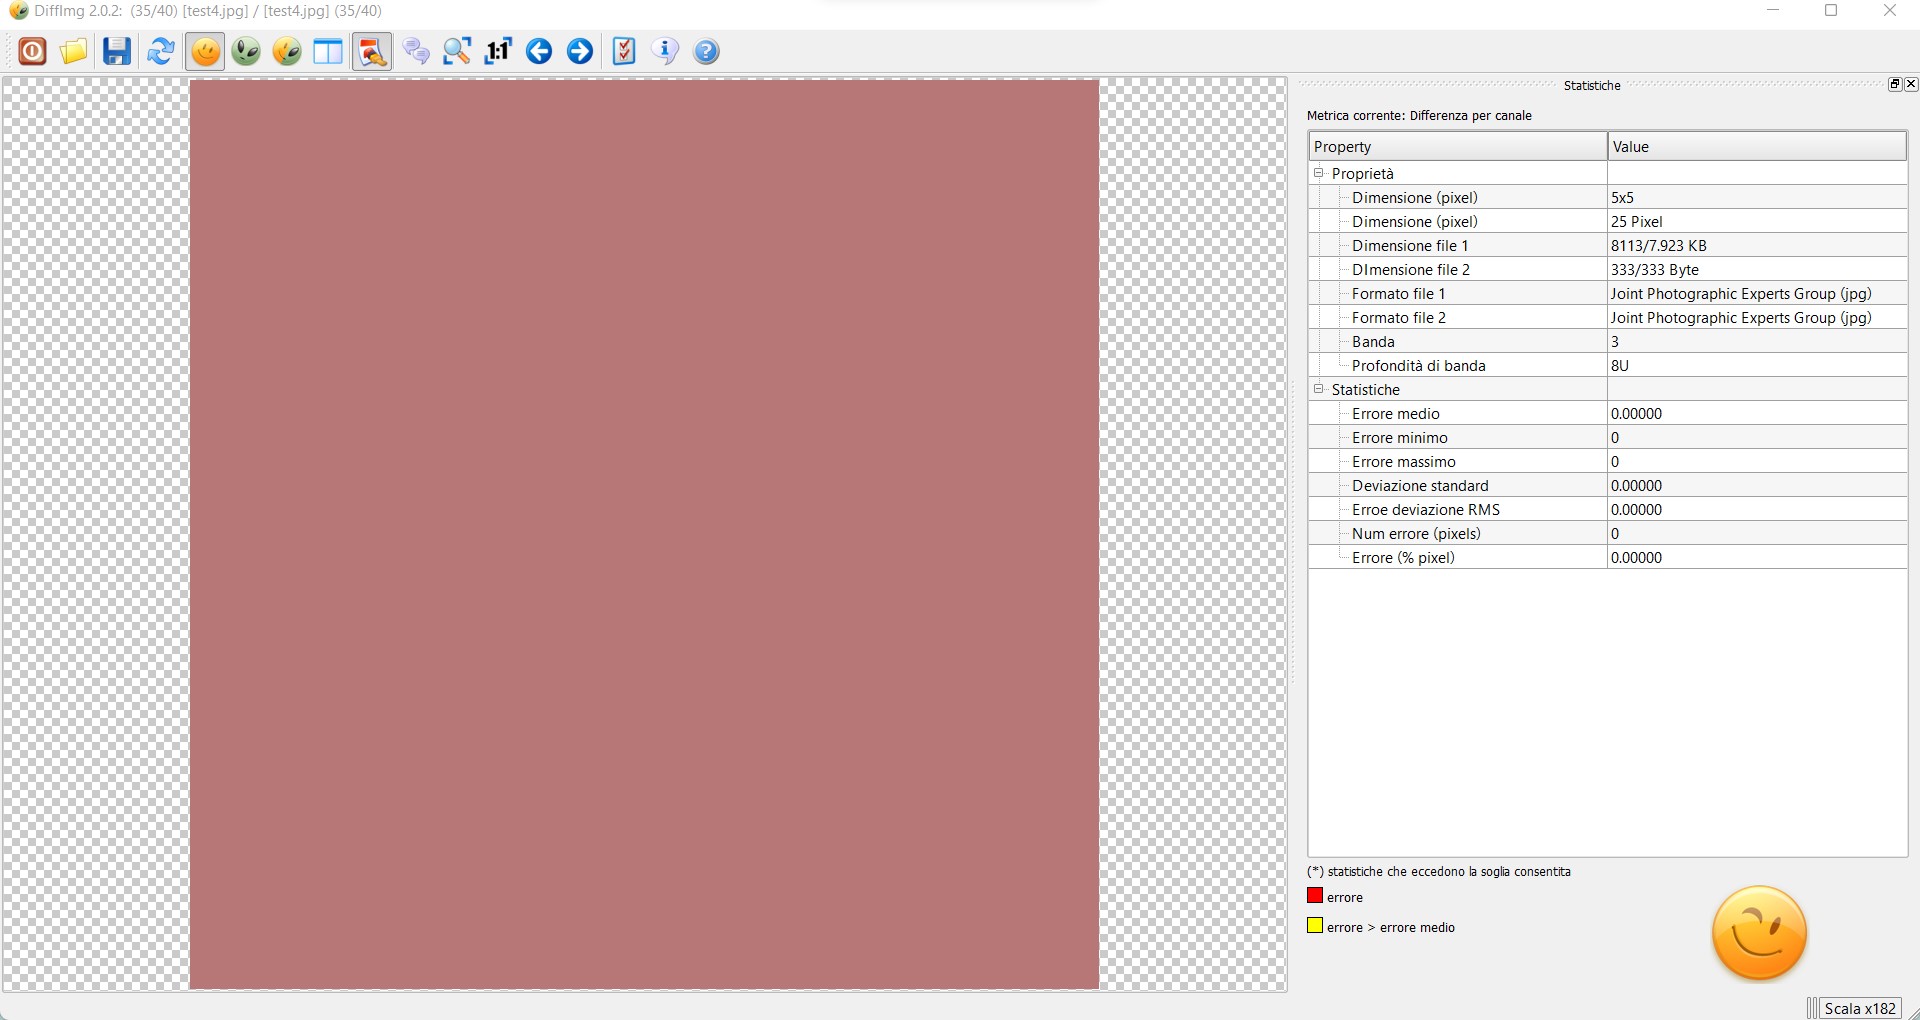 DiffImg 2.0.2: (35/40) [test4.jpg] / [test4.jpg] (35/40)
1:1
Statistiche
Metrica corrente: Differenza per canale
Property Value
Proprietà
Dimensione (pixel) 5x5
Dimensione (pixel) 25 Pixel
Dimensione file 1 8113/7.923 KB
DImensione file 2 333/333 Byte
Formato file 1 Joint Photographic Experts Group (jpg)
Formato file 2 Joint Photographic Experts Group (jpg)
Banda 3
Profondità di banda 8U
Statistiche
Errore medio 0.00000
Errore minimo 0
Errore massimo 0
Deviazione standard 0.00000
Erroe deviazione RMS 0.00000
Num errore (pixels) 0
Errore (% pixel) 0.00000
(*) statistiche che eccedono la soglia consentita
errore
errore > errore medio
Scala x182